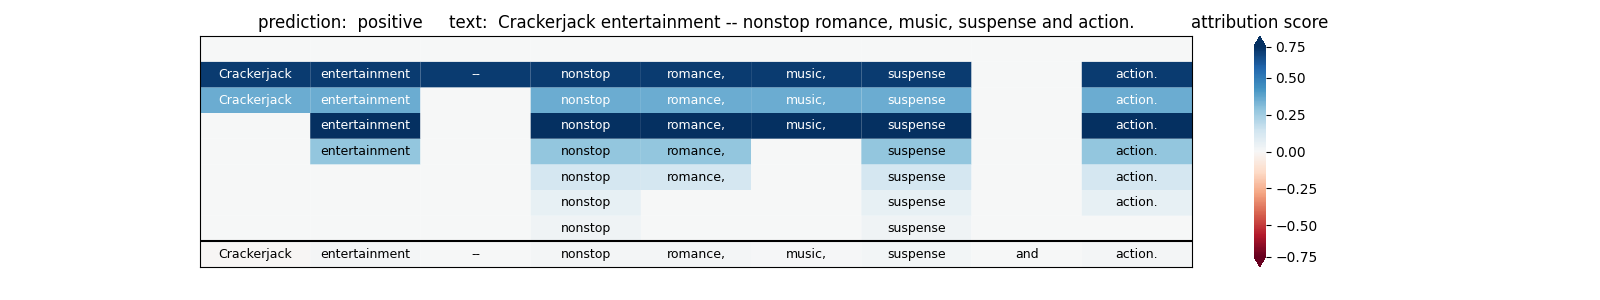 prediction:  positive     text:  Crackerjack entertainment -- nonstop romance, music, suspense and action.     attribution score
Crackerjack entertainment -- nonstop romance, music, suspense action. 0.75
Crackerjack entertainment nonstop romance, music, suspense action. 0.50
entertainment nonstop romance, music, suspense action. 0.25
entertainment nonstop romance, suspense action. 0.00
nonstop romance, suspense action. −0.25
nonstop suspense action. −0.50
nonstop suspense
Crackerjack entertainment -- nonstop romance, music, suspense and action. −0.75